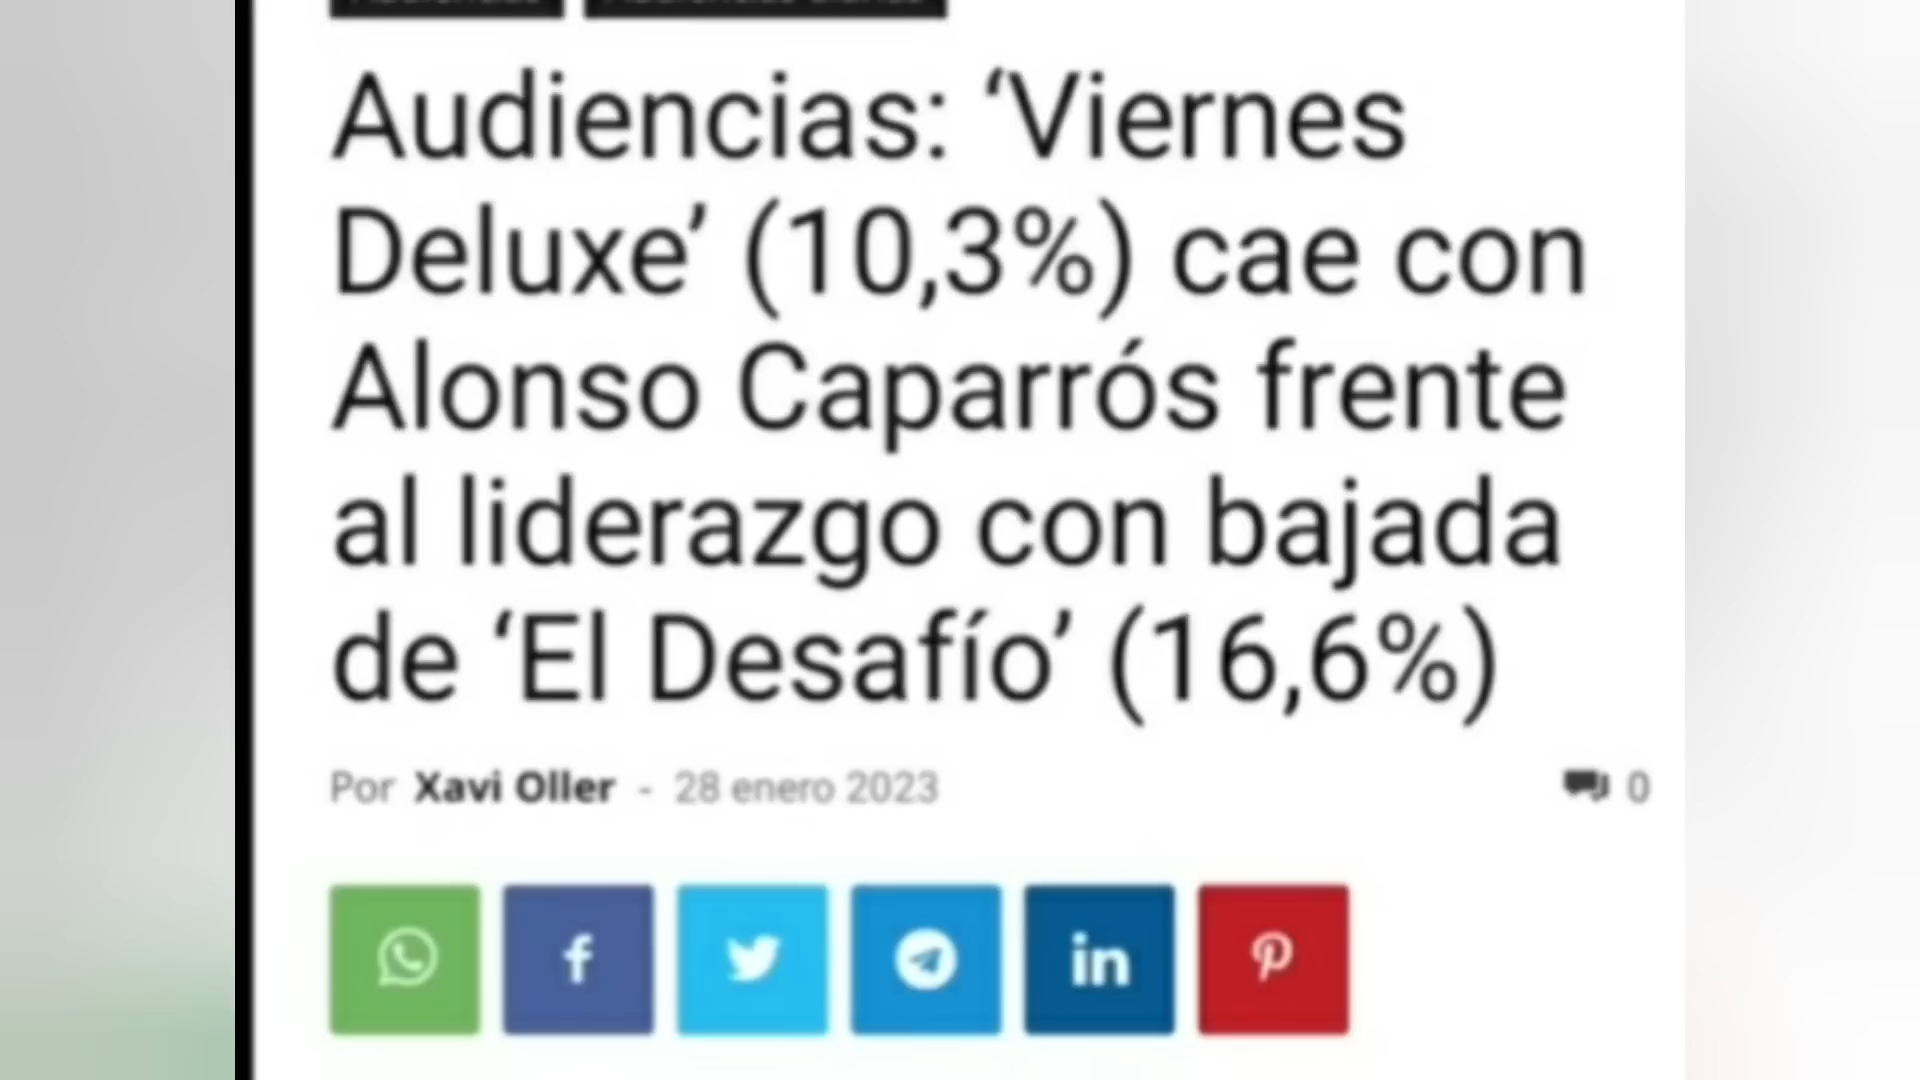 Audiencias: ‘Viernes
Deluxe’ (10,3%) cae con
Alonso Caparrós frente
al liderazgo con bajada
de ‘El Desafío’ (16,6%)
Por Xavi Oller - 28 enero 2023
0